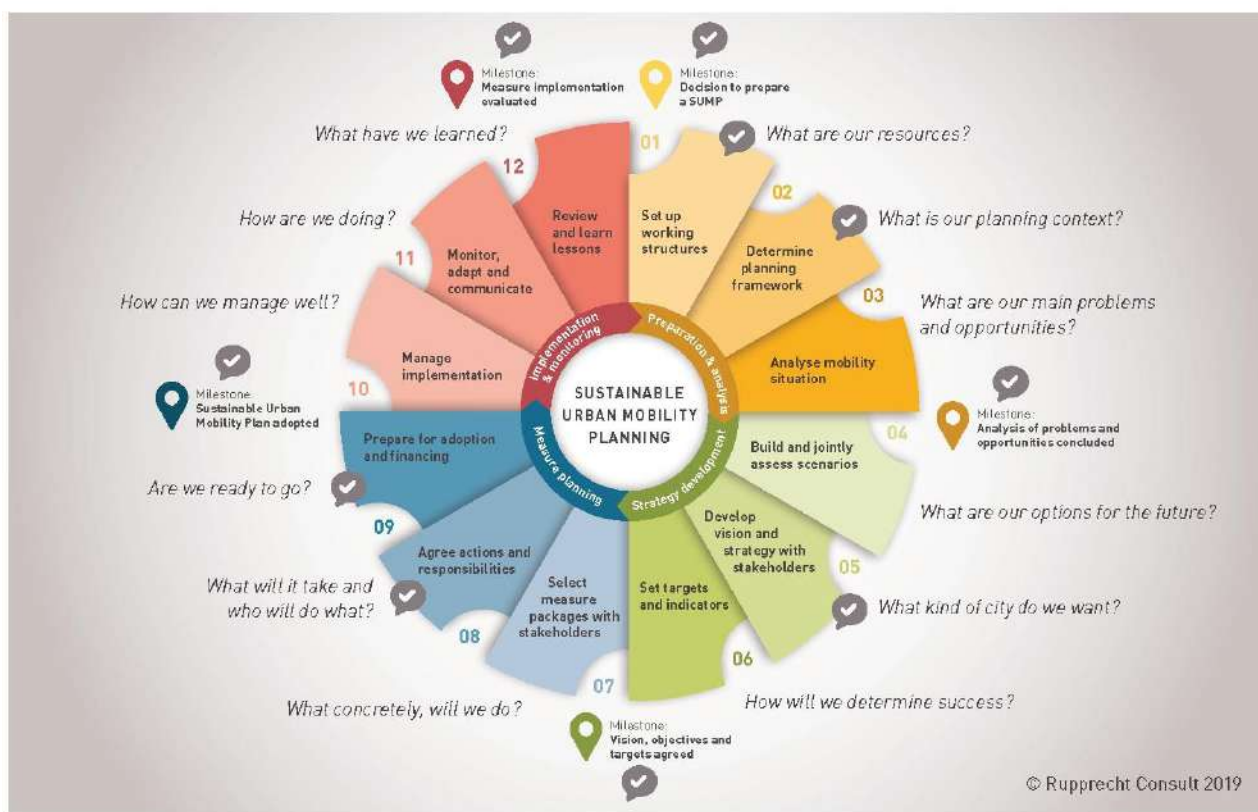 Milestone:
Measure implementation
evaluated
Milestone:
Decision to prepare
a SUMP
What have we learned?
What are our resources?
12
01
Review
and learn
lessons
Set up
working
structures
02
What is our planning context?
Determine
planning
framework
03
What are our main problems
and opportunities?
Analyse mobility
situation
Milestone:
Analysis of problems and
opportunities concluded
04
Build and jointly
assess scenarios
What are our options for the future?
05
Develop
vision and
strategy with
stakeholders
What kind of city do we want?
06
Set targets
and indicators
How will we determine success?
Milestone:
Vision, objectives and
targets agreed
07
Select
measure
packages with
stakeholders
What concretely, will we do?
08
Agree actions and
responsibilities
What will it take and
who will do what?
09
Prepare for adoption
and financing
Are we ready to go?
Milestone:
Sustainable Urban
Mobility Plan adopted
10
Manage
implementation
How can we manage well?
11
Monitor,
adapt and
communicate
How are we doing?
Implementation
& monitoring
Preparation & analysis
Strategy development
Measure planning
SUSTAINABLE
URBAN MOBILITY
PLANNING
© Rupprecht Consult 2019